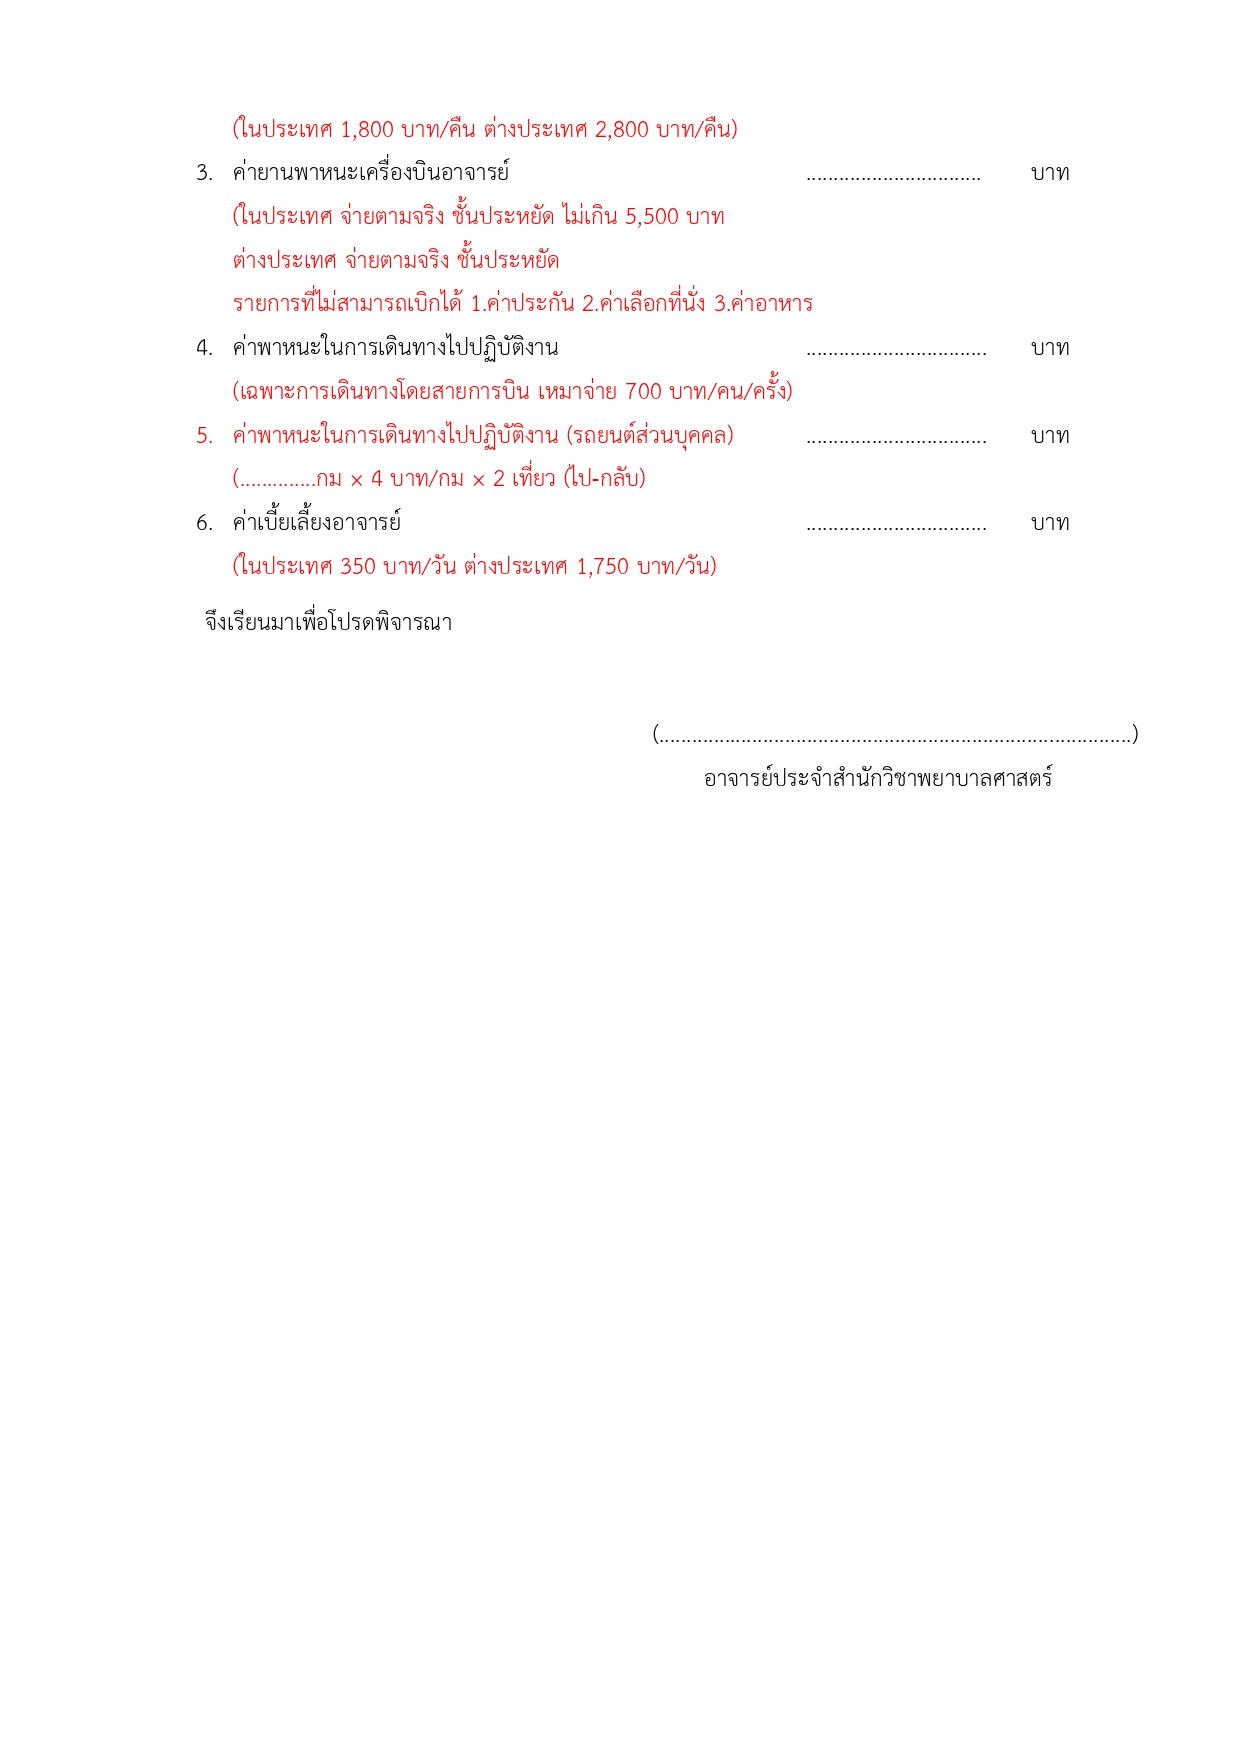 (ในประเทศ 1,800 บาท/คืน ต่างประเทศ 2,800 บาท/คืน)
3. ค่ายานพาหนะเครื่องบินอาจารย์ ................................ บาท
(ในประเทศ จ่ายตามจริง ชั้นประหยัด ไม่เกิน 5,500 บาท
ต่างประเทศ จ่ายตามจริง ชั้นประหยัด
รายการที่ไม่สามารถเบิกได้ 1.ค่าประกัน 2.ค่าเลือกที่นั่ง 3.ค่าอาหาร
4. ค่าพาหนะในการเดินทางไปปฏิบัติงาน ................................. บาท
(เฉพาะการเดินทางโดยสายการบิน เหมาจ่าย 700 บาท/คน/ครั้ง)
5. ค่าพาหนะในการเดินทางไปปฏิบัติงาน (รถยนต์ส่วนบุคคล) ................................. บาท
(..............กม × 4 บาท/กม × 2 เที่ยว (ไป-กลับ)
6. ค่าเบี้ยเลี้ยงอาจารย์ ................................. บาท
(ในประเทศ 350 บาท/วัน ต่างประเทศ 1,750 บาท/วัน)
จึงเรียนมาเพื่อโปรดพิจารณา
(......................................................................................)
อาจารย์ประจำสำนักวิชาพยาบาลศาสตร์